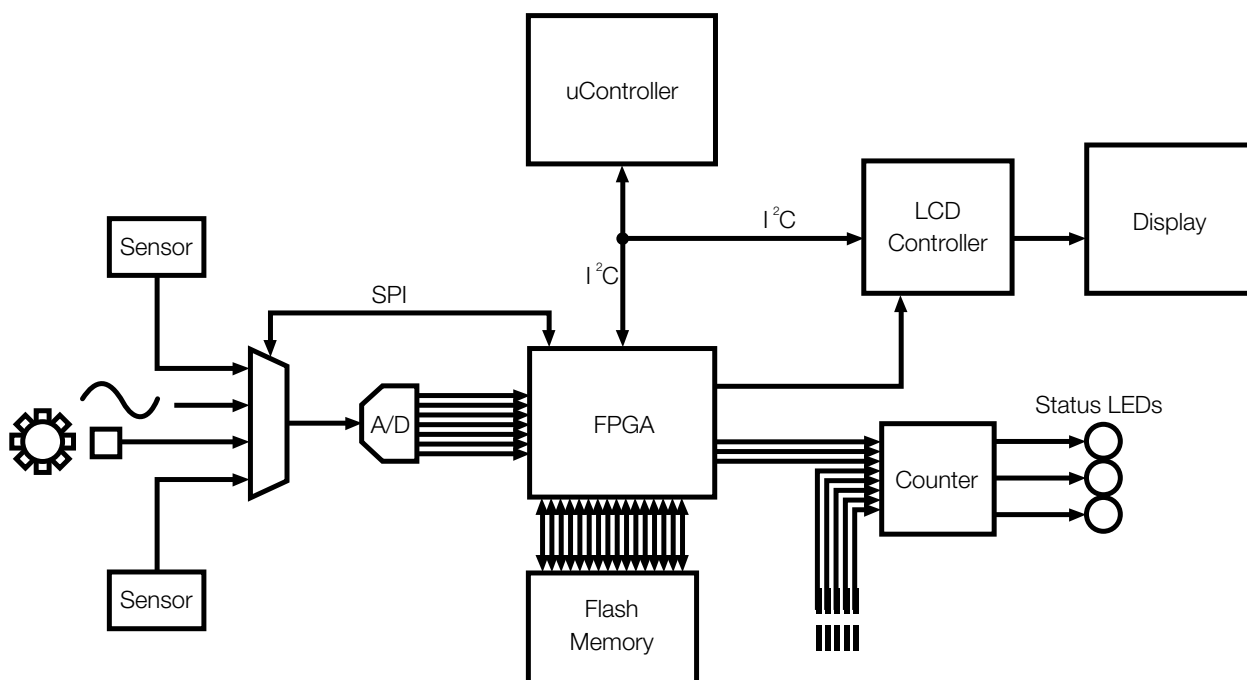 uController
I²C
LCD
Controller
Display
Sensor
I²C
SPI
A/D
FPGA
Status LEDs
Counter
Sensor
Flash
Memory